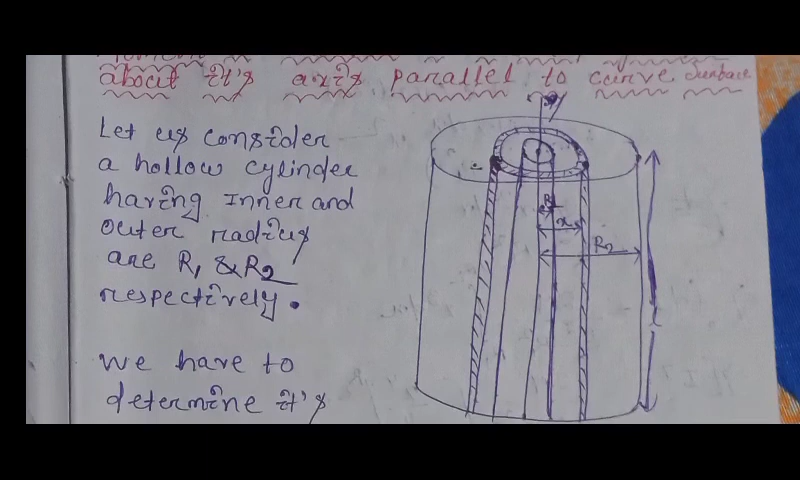 about it's axis parallel to curve surface
Let us consider
a hollow cylinder
having Inner and
outer radius
are R1 & R2
respectively.
we have to
determine it's
R1
x
R2